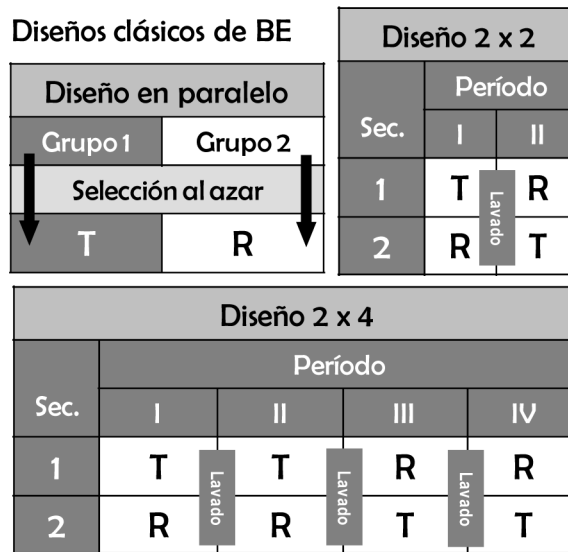 Diseños clásicos de BE
Diseño en paralelo
Grupo 1 Grupo 2
Selección al azar
T R
Diseño 2 x 2
Sec. Período
I II
1 T R
Lavado
2 R T
Diseño 2 x 4
Sec. Período
I II III IV
1 T T R R
Lavado Lavado Lavado
2 R R T T